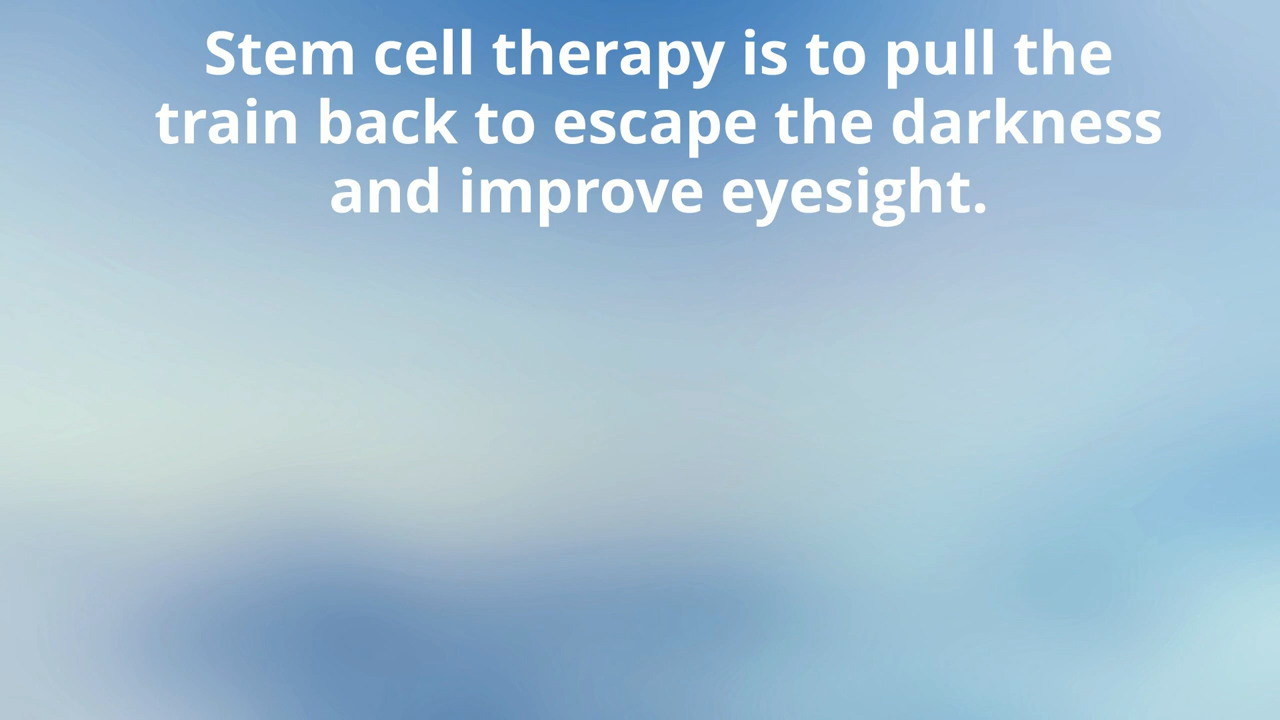 Stem cell therapy is to pull the
train back to escape the darkness
and improve eyesight.